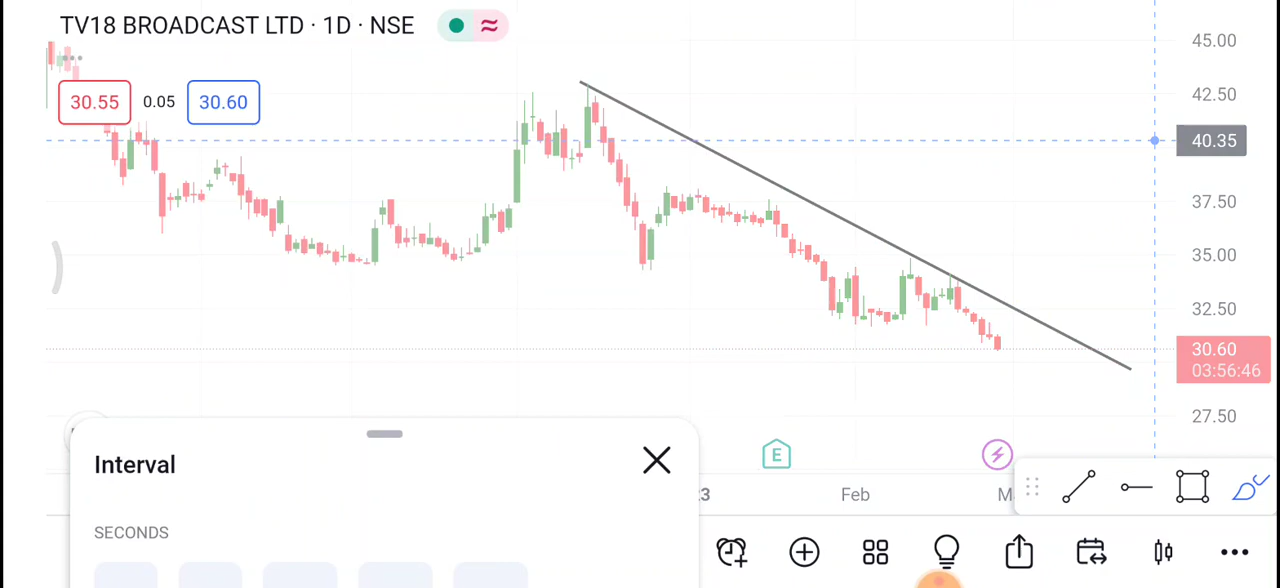 TV18 BROADCAST LTD · 1D · NSE
30.55 0.05 30.60
45.00
42.50
40.35
37.50
35.00
32.50
30.60
03:56:46
27.50
E
Interval
SECONDS
23 Feb M